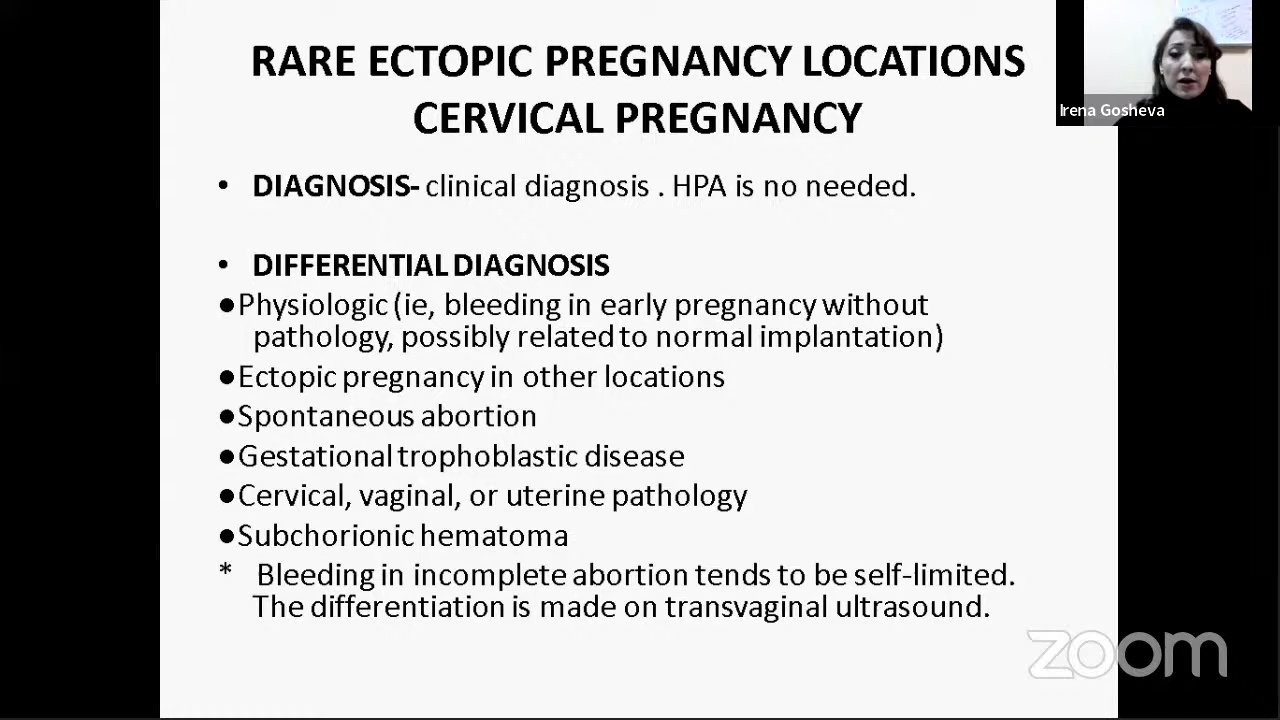 RARE ECTOPIC PREGNANCY LOCATIONS
CERVICAL PREGNANCY
Irena Gosheva
• DIAGNOSIS- clinical diagnosis . HPA is no needed.
• DIFFERENTIAL DIAGNOSIS
●Physiologic (ie, bleeding in early pregnancy without
pathology, possibly related to normal implantation)
●Ectopic pregnancy in other locations
●Spontaneous abortion
●Gestational trophoblastic disease
●Cervical, vaginal, or uterine pathology
●Subchorionic hematoma
* Bleeding in incomplete abortion tends to be self-limited.
The differentiation is made on transvaginal ultrasound.
zoom